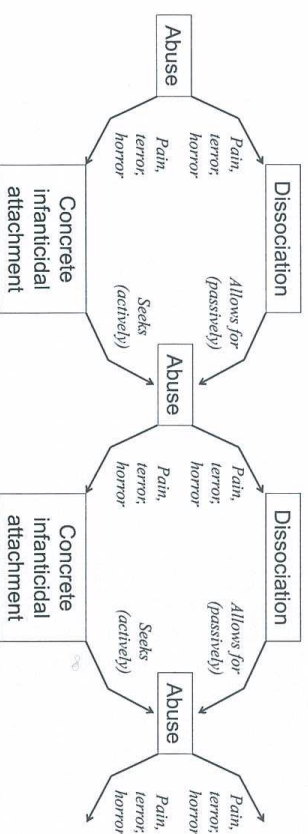 Abuse
Pain,
terror,
horror
Pain,
terror,
horror
Dissociation
Concrete
infanticidal
attachment
Allows for
(passively)
Seeks
(actively)
Abuse
Pain,
terror,
horror
Pain,
terror,
horror
Dissociation
Concrete
infanticidal
attachment
Allows for
(passively)
Seeks
(actively)
Abuse
Pain,
terror,
horror
Pain,
terror,
horror